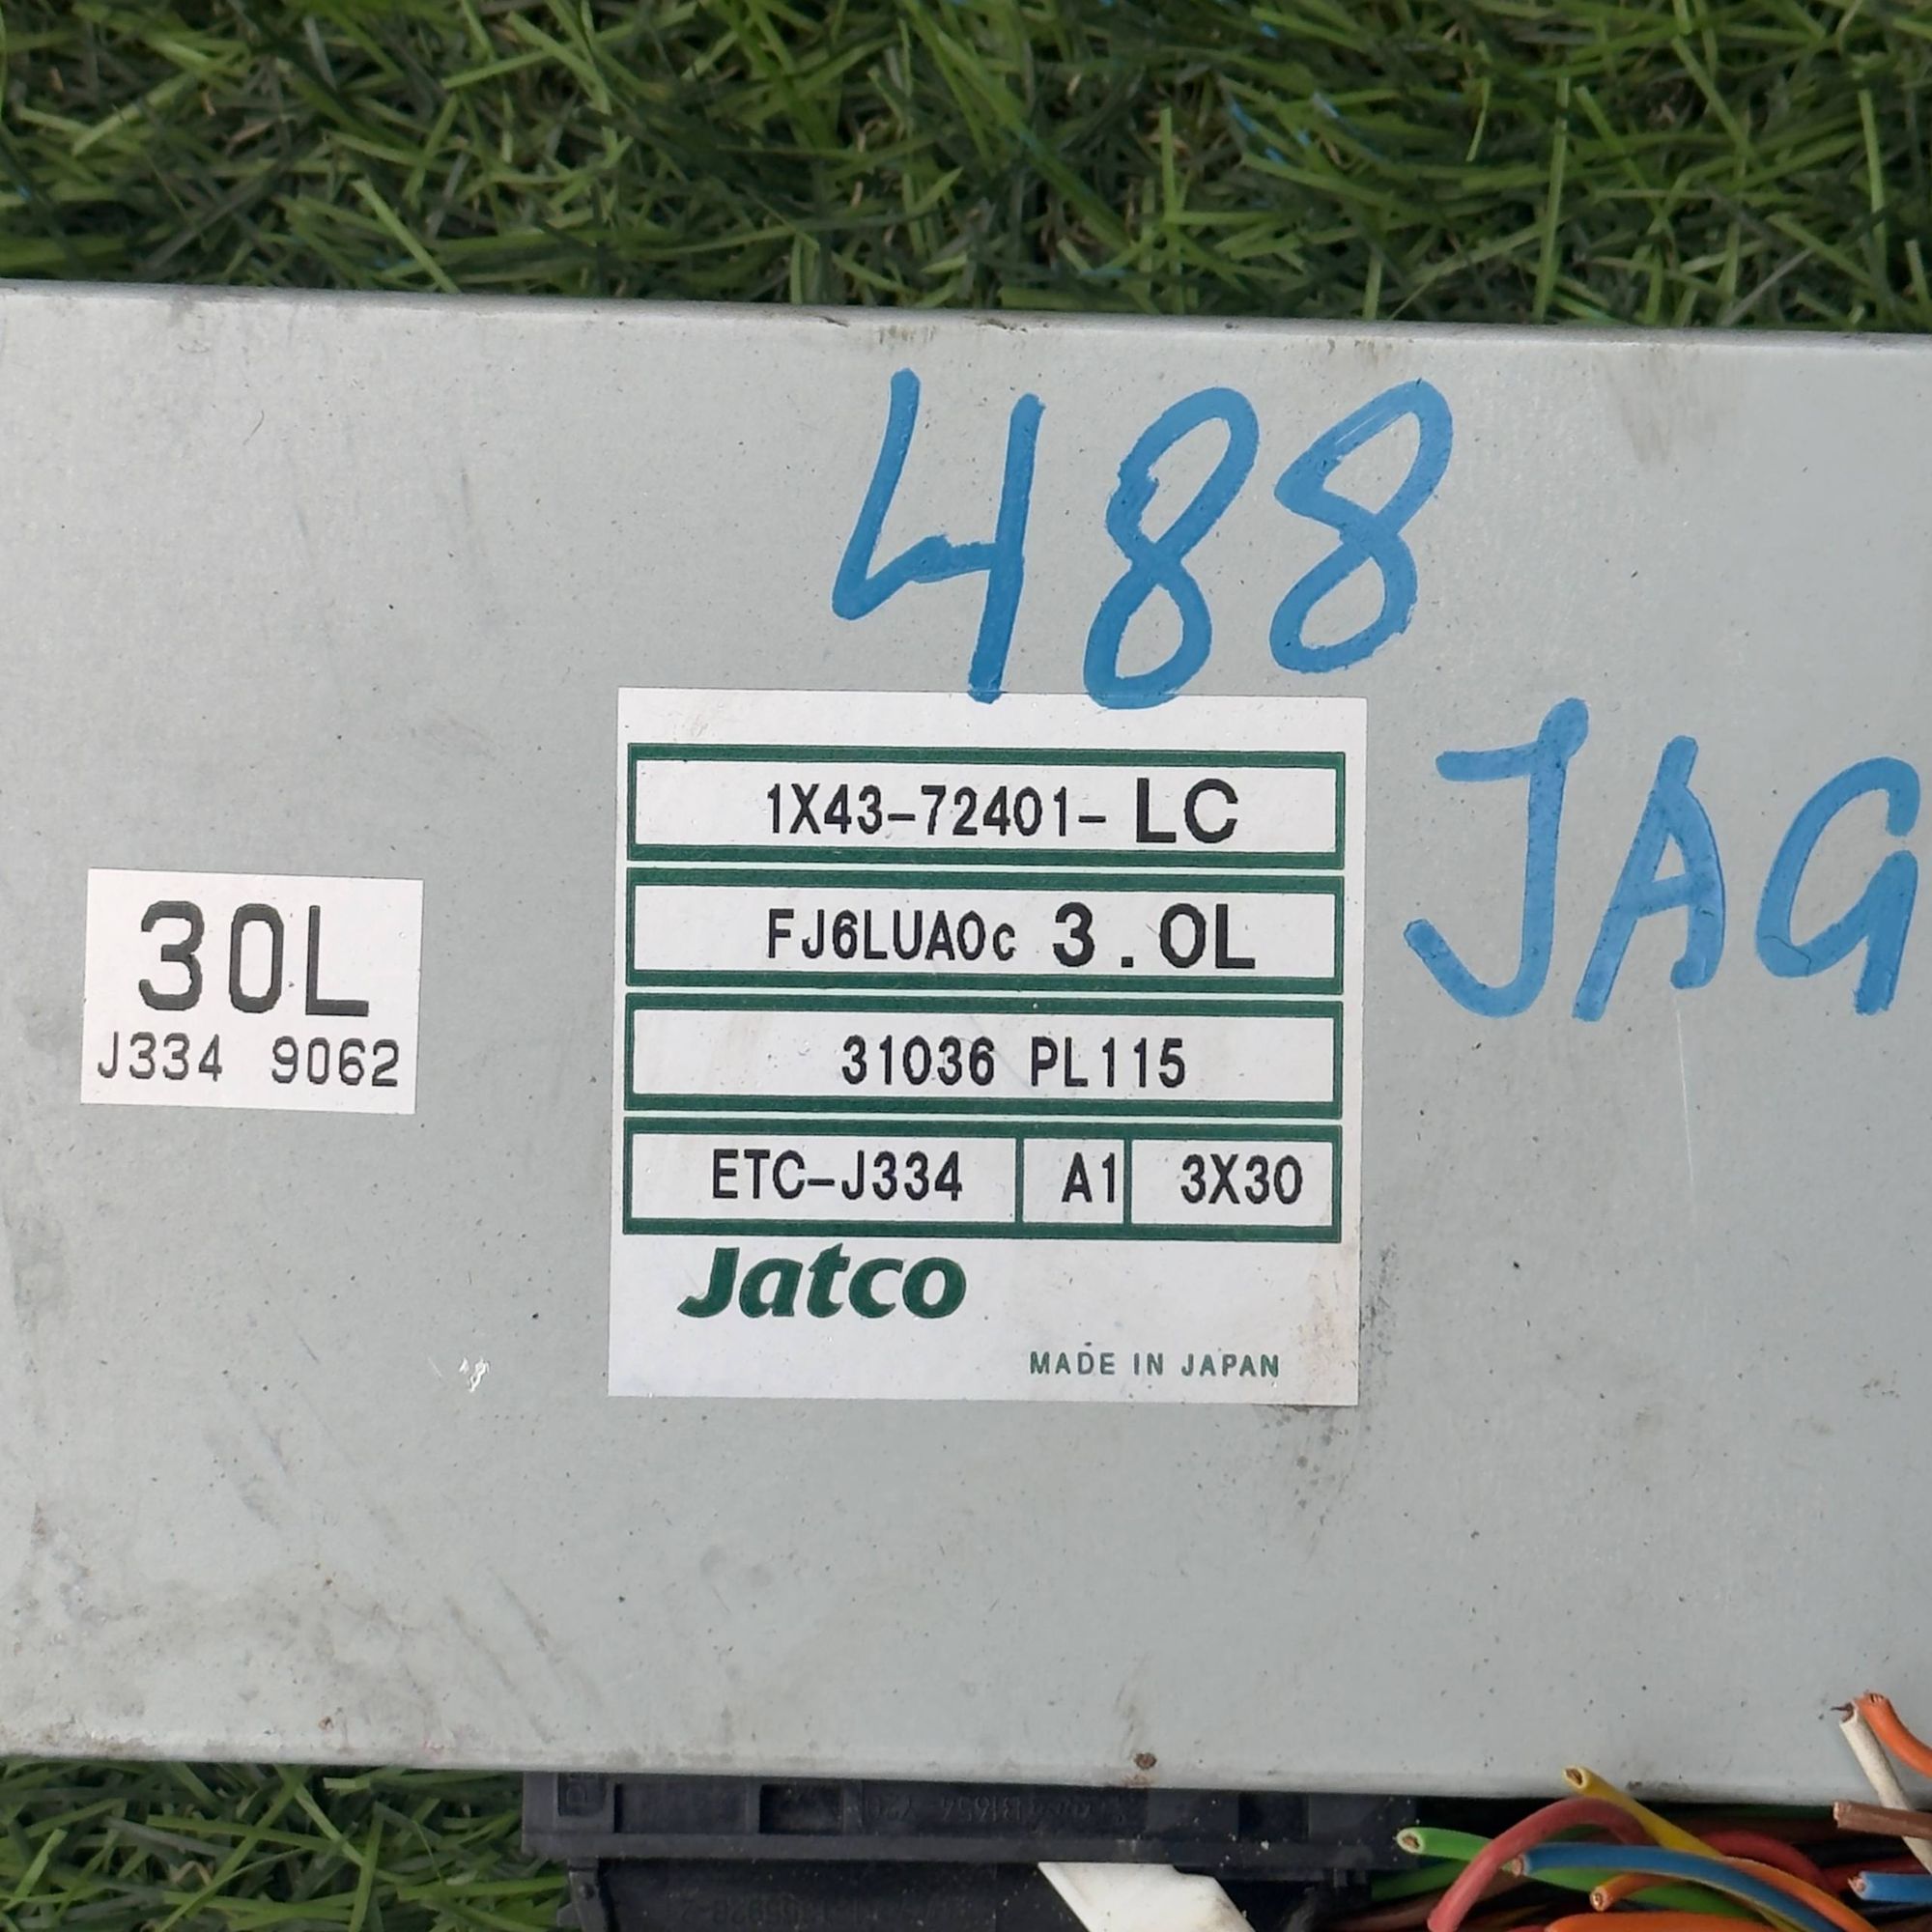 488
JAG
1X43-72401- LC
FJ6LUA0c 3.0L
31036 PL115
ETC-J334 A1 3X30
Jatco
MADE IN JAPAN
30L
J334 9062